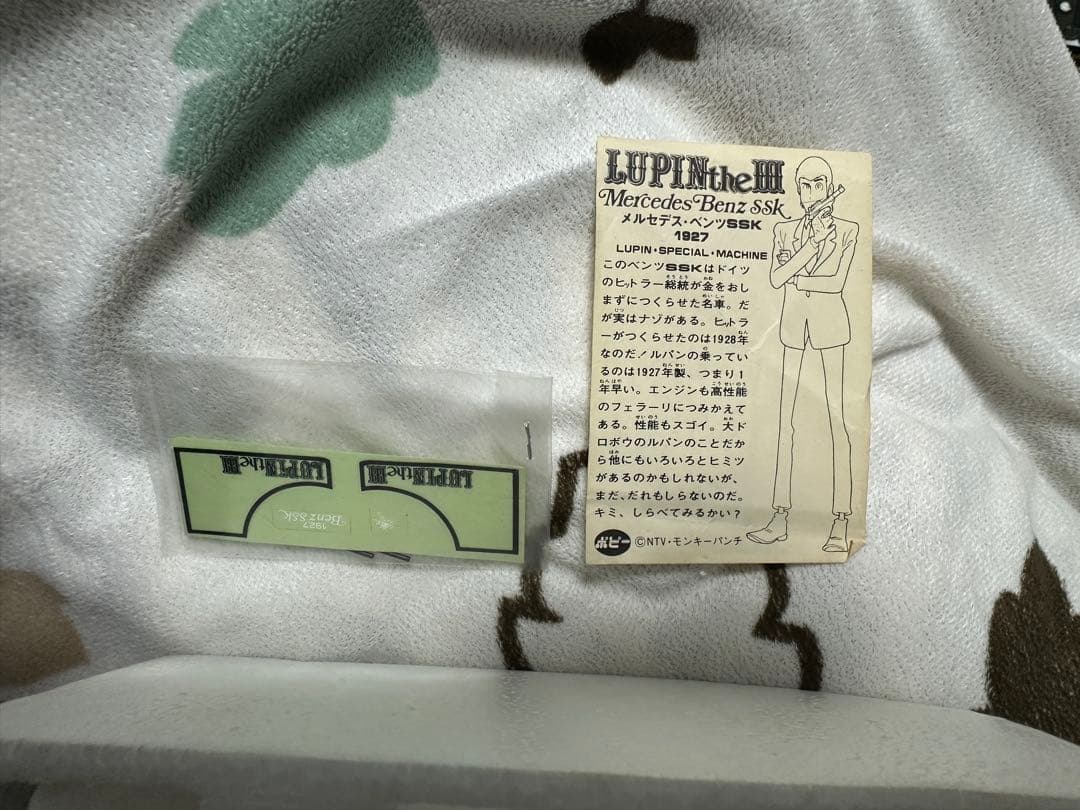 LUPIN the III
Mercedes Benz SSK
メルセデス・ベンツSSK
1927
LUPIN・SPECIAL・MACHINE
このベンツSSKはドイツ
のヒットラー総統が金をおし
まずにつくらせた名車。だ
が実はナゾがある。ヒットラ
ーがつくらせたのは1928年
なのだ!ルパンの乗ってい
るのは1927年製、つまり1
年早い。エンジンも高性能
のフェラーリにつみかえて
ある。性能もスゴイ。大ド
ロボウのルパンのことだか
ら他にもいろいろとヒミツ
があるのかもしれないが、
まだ、だれもしらないのだ。
キミ、しらべてみるかい?
ポピー ©NTV・モンキーパンチ
LUPIN the III
LUPIN the III
1927
Benz SSK